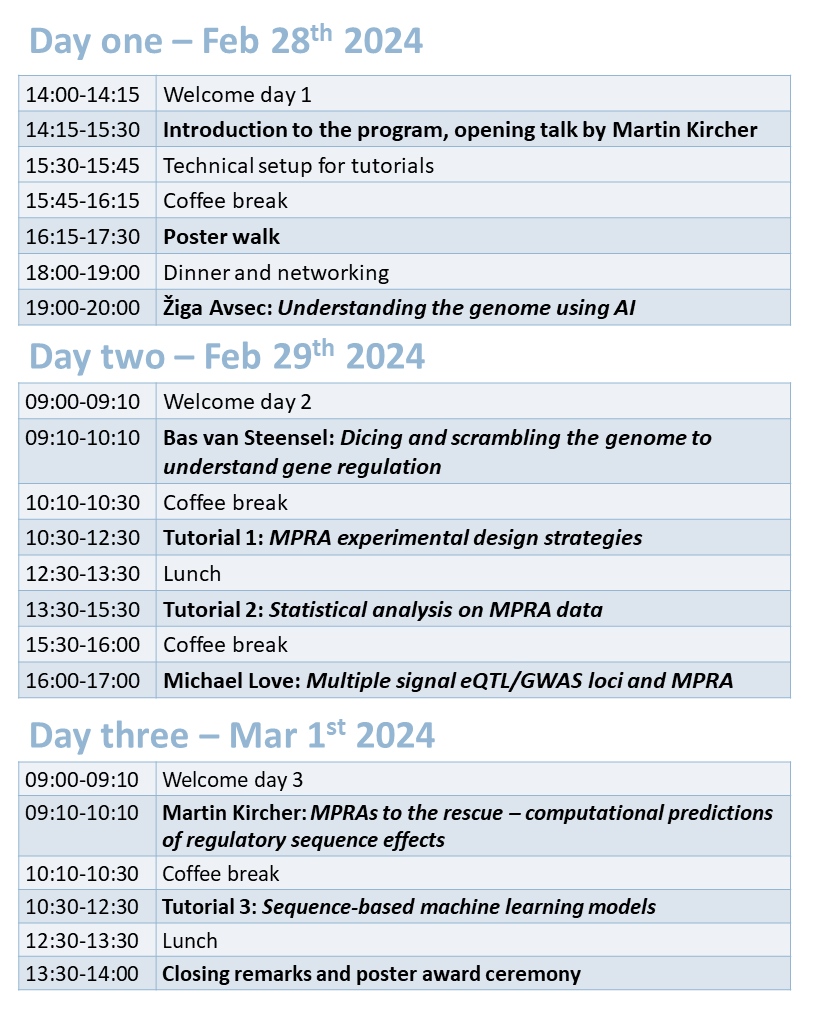 Day one – Feb 28th 2024
14:00-14:15 Welcome day 1
14:15-15:30 Introduction to the program, opening talk by Martin Kircher
15:30-15:45 Technical setup for tutorials
15:45-16:15 Coffee break
16:15-17:30 Poster walk
18:00-19:00 Dinner and networking
19:00-20:00 Žiga Avsec: Understanding the genome using AI
Day two – Feb 29th 2024
09:00-09:10 Welcome day 2
09:10-10:10 Bas van Steensel: Dicing and scrambling the genome to
understand gene regulation
10:10-10:30 Coffee break
10:30-12:30 Tutorial 1: MPRA experimental design strategies
12:30-13:30 Lunch
13:30-15:30 Tutorial 2: Statistical analysis on MPRA data
15:30-16:00 Coffee break
16:00-17:00 Michael Love: Multiple signal eQTL/GWAS loci and MPRA
Day three – Mar 1st 2024
09:00-09:10 Welcome day 3
09:10-10:10 Martin Kircher: MPRAs to the rescue – computational predictions
of regulatory sequence effects
10:10-10:30 Coffee break
10:30-12:30 Tutorial 3: Sequence-based machine learning models
12:30-13:30 Lunch
13:30-14:00 Closing remarks and poster award ceremony